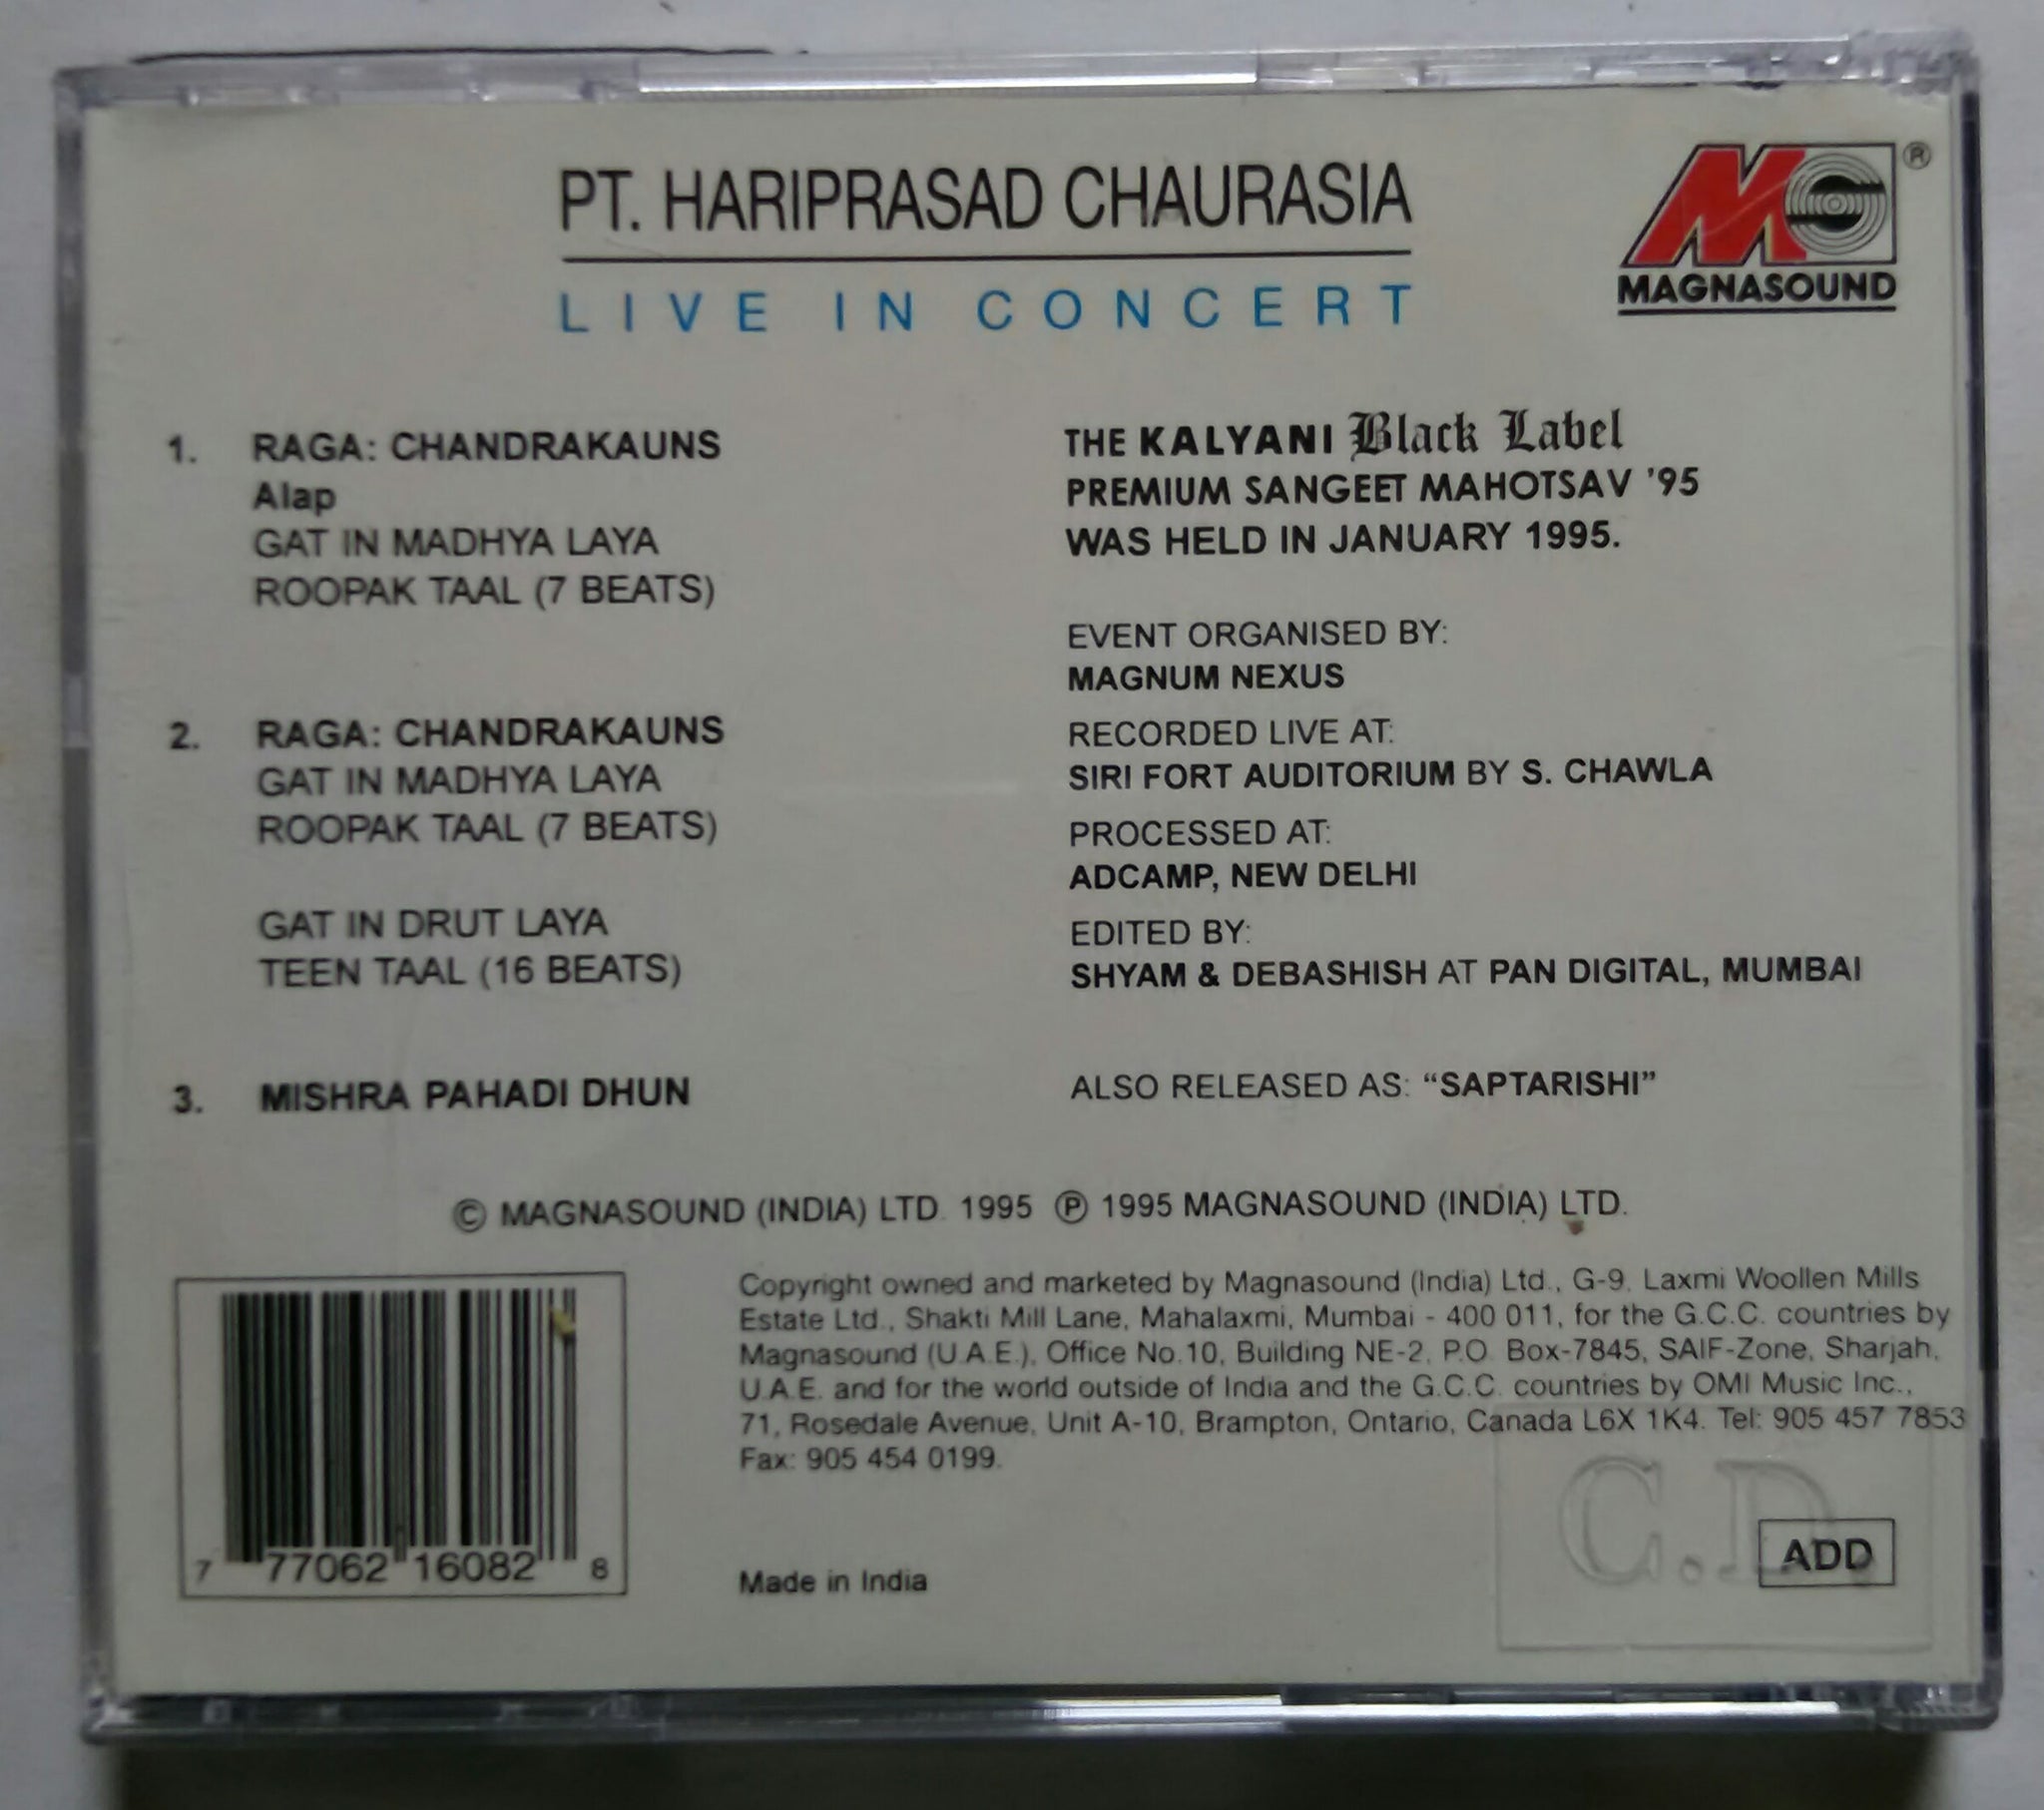 PT. HARIPRASAD CHAURASIA
LIVE IN CONCERT
®
MAGNASOUND
1. RAGA: CHANDRAKAUNS
Alap
GAT IN MADHYA LAYA
ROOPAK TAAL (7 BEATS)
2. RAGA: CHANDRAKAUNS
GAT IN MADHYA LAYA
ROOPAK TAAL (7 BEATS)
GAT IN DRUT LAYA
TEEN TAAL (16 BEATS)
3. MISHRA PAHADI DHUN
THE KALYANI Black Label
PREMIUM SANGEET MAHOTSAV '95
WAS HELD IN JANUARY 1995.
EVENT ORGANISED BY:
MAGNUM NEXUS
RECORDED LIVE AT:
SIRI FORT AUDITORIUM BY S. CHAWLA
PROCESSED AT:
ADCAMP, NEW DELHI
EDITED BY:
SHYAM & DEBASHISH AT PAN DIGITAL, MUMBAI
ALSO RELEASED AS: “SAPTARISHI”
© MAGNASOUND (INDIA) LTD. 1995 ℗ 1995 MAGNASOUND (INDIA) LTD.
Copyright owned and marketed by Magnasound (India) Ltd., G-9, Laxmi Woollen Mills
Estate Ltd., Shakti Mill Lane, Mahalaxmi, Mumbai - 400 011, for the G.C.C. countries by
Magnasound (U.A.E.), Office No.10, Building NE-2, P.O. Box-7845, SAIF-Zone, Sharjah,
U.A.E. and for the world outside of India and the G.C.C. countries by OMI Music Inc.,
71, Rosedale Avenue, Unit A-10, Brampton, Ontario, Canada L6X 1K4. Tel: 905 457 7853
Fax: 905 454 0199.
7 77062 16082 8
Made in India
C.D.
ADD